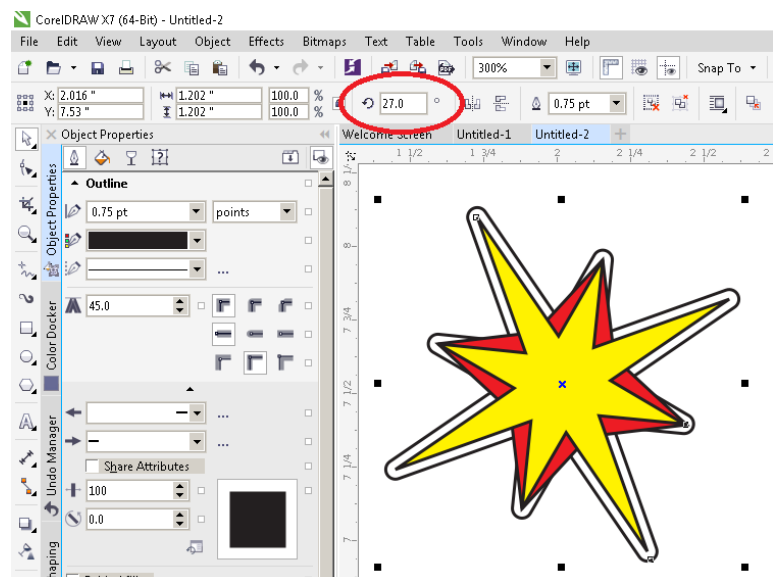 CorelDRAW X7 (64-Bit) - Untitled-2
File Edit View Layout Object Effects Bitmaps Text Table Tools Window Help
300% Snap To
X: 2.016 " 1.202 " 100.0 % 27.0 ° 0.75 pt
Y: 7.53 " 1.202 " 100.0 %
Object Properties Welcome Screen Untitled-1 Untitled-2
1 1/2 1 3/4 2 2 1/4 2 1/2 2
Outline
0.75 pt points
...
45.0
...
...
Share Attributes
100
0.0
Object Properties
Color Docker
Undo Manager
8
8
7 3/4
7 1/2
7 1/4
7